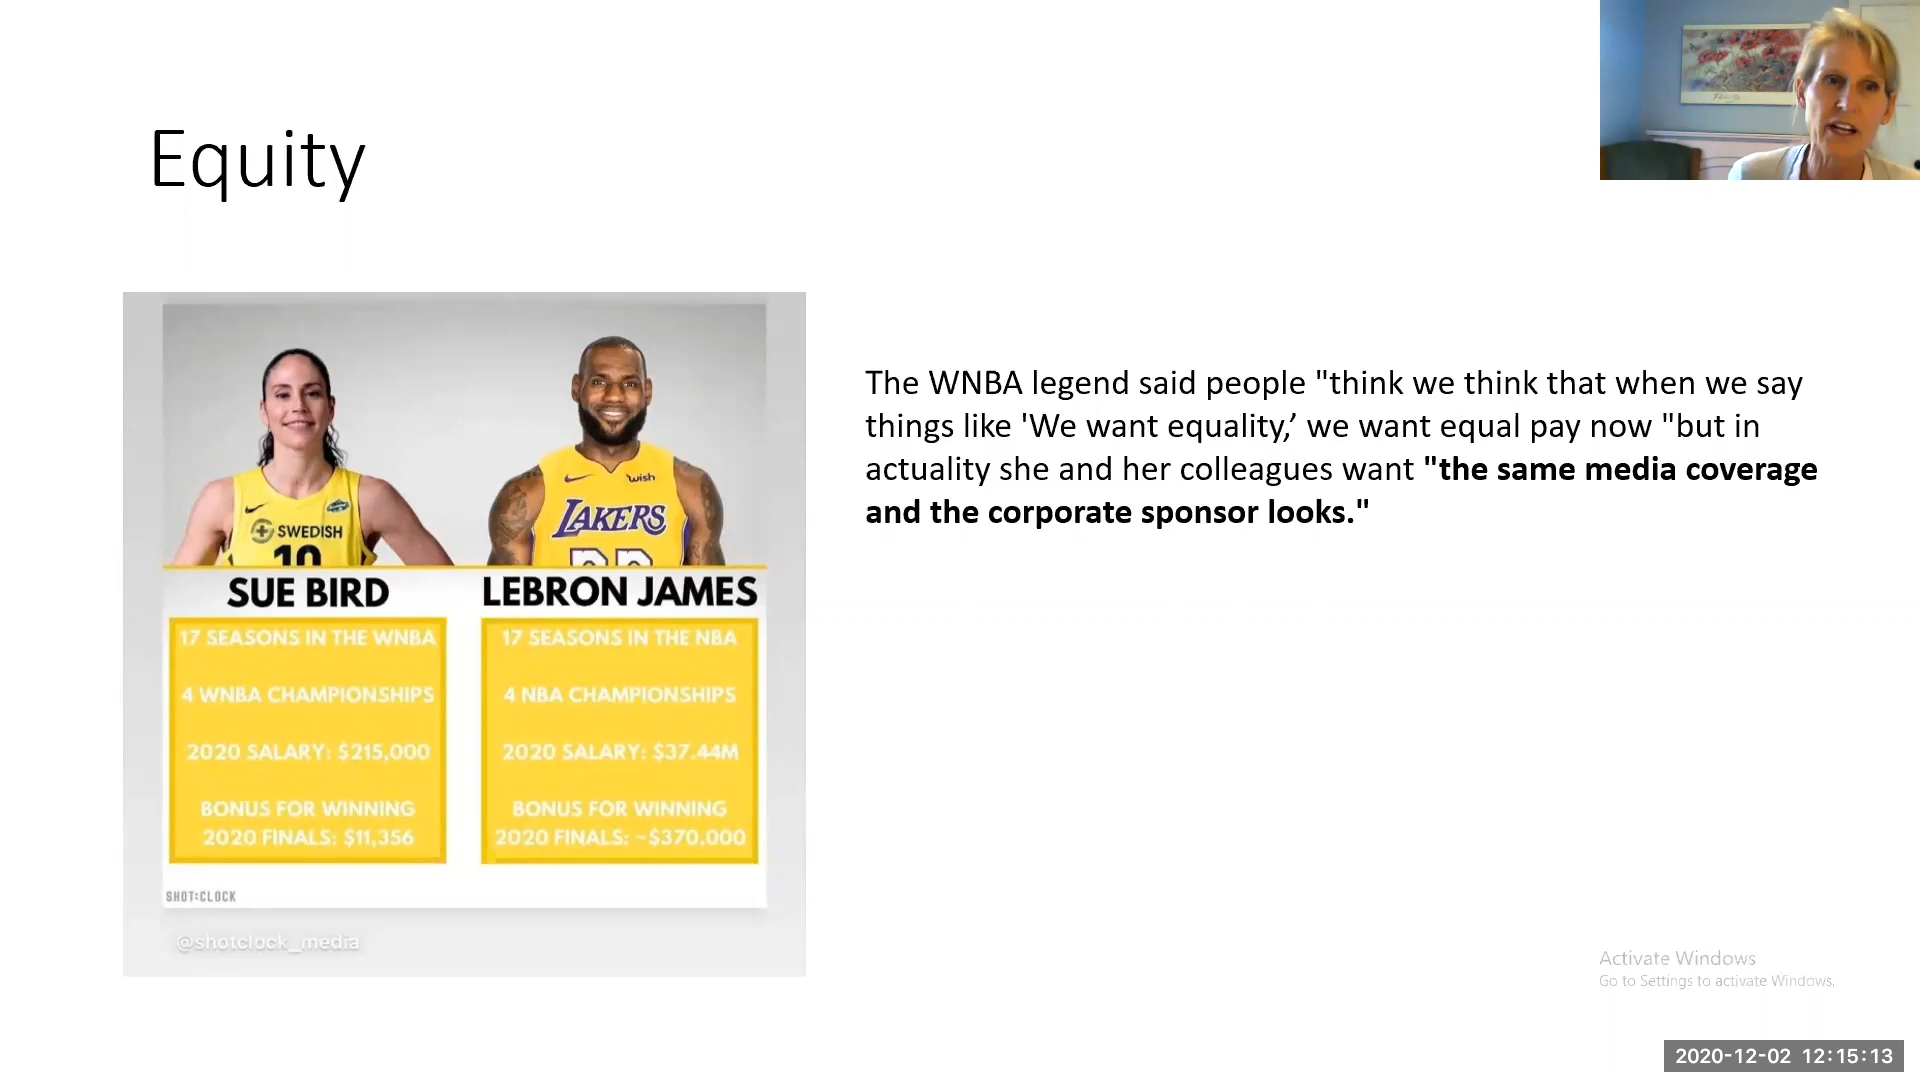 Equity
The WNBA legend said people "think we think that when we say
things like 'We want equality,’ we want equal pay now "but in
actuality she and her colleagues want "the same media coverage
and the corporate sponsor looks."
wish
SWEDISH
10
LAKERS
SUE BIRD
17 SEASONS IN THE WNBA
4 WNBA CHAMPIONSHIPS
2020 SALARY: $215,000
BONUS FOR WINNING
2020 FINALS: $11,356
LEBRON JAMES
17 SEASONS IN THE NBA
4 NBA CHAMPIONSHIPS
2020 SALARY: $37.44M
BONUS FOR WINNING
2020 FINALS: ~$370,000
SHOT:CLOCK
@shotclock_media
Activate Windows
Go to Settings to activate Windows.
2020-12-02 12:15:13